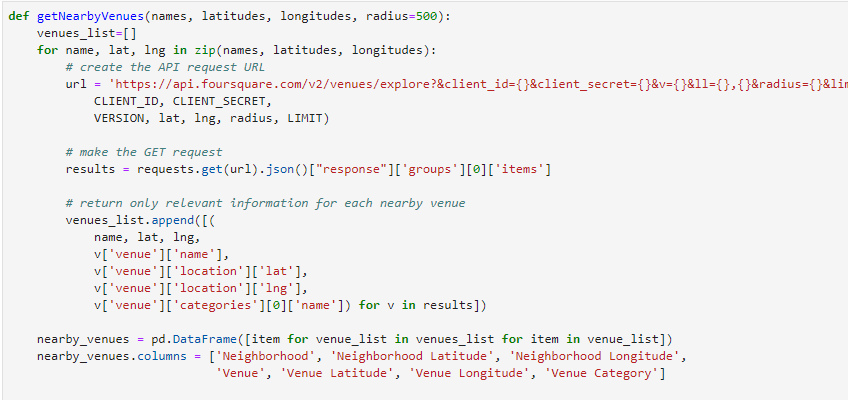 def getNearbyVenues(names, latitudes, longitudes, radius=500):
    venues_list=[]
    for name, lat, lng in zip(names, latitudes, longitudes):
        # create the API request URL
        url = 'https://api.foursquare.com/v2/venues/explore?&client_id={}&client_secret={}&v={}&ll={},{}&radius={}&lim
            CLIENT_ID, CLIENT_SECRET,
            VERSION, lat, lng, radius, LIMIT)
        # make the GET request
        results = requests.get(url).json()["response"]['groups'][0]['items']
        # return only relevant information for each nearby venue
        venues_list.append([(
            name, lat, lng,
            v['venue']['name'],
            v['venue']['location']['lat'],
            v['venue']['location']['lng'],
            v['venue']['categories'][0]['name']) for v in results])
    nearby_venues = pd.DataFrame([item for venue_list in venues_list for item in venue_list])
    nearby_venues.columns = ['Neighborhood', 'Neighborhood Latitude', 'Neighborhood Longitude',
                             'Venue', 'Venue Latitude', 'Venue Longitude', 'Venue Category']